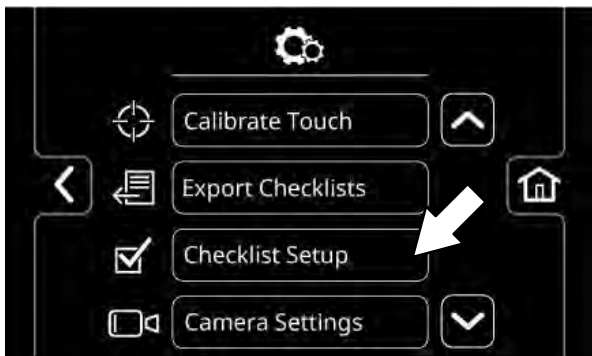 Calibrate Touch
Export Checklists
Checklist Setup
Camera Settings